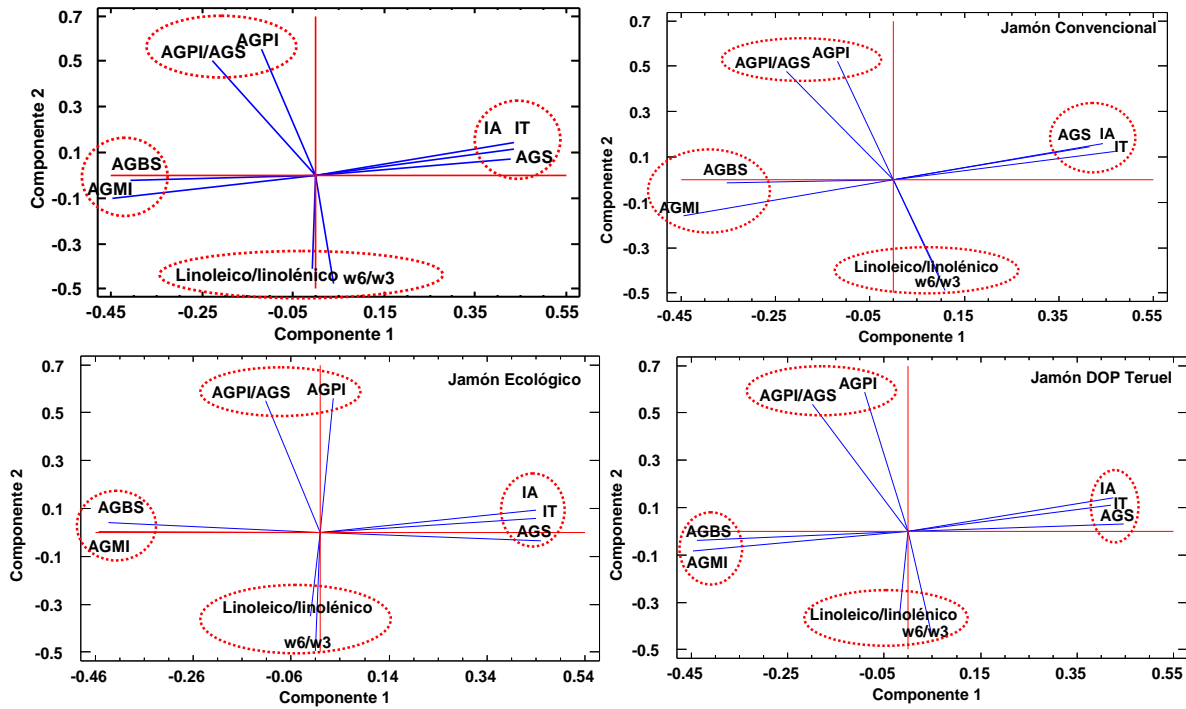 0.7
0.5
0.3
0.1
-0.1
-0.3
-0.5
Componente 2
AGPI
AGPI/AGS
IA IT
AGS
AGBS
AGMI
Linoleico/linolénico w6/w3
-0.45 -0.25 -0.05 0.15 0.35 0.55
Componente 1
Jamón Convencional
0.7
0.5
0.3
0.1
-0.1
-0.3
-0.5
Componente 2
AGPI
AGPI/AGS
AGS IA
IT
AGBS
AGMI
Linoleico/linolénico
w6/w3
-0.45 -0.25 -0.05 0.15 0.35 0.55
Componente 1
Jamón Ecológico
0.7
0.5
0.3
0.1
-0.1
-0.3
-0.5
Componente 2
AGPI/AGS AGPI
IA
IT
AGS
AGBS
AGMI
Linoleico/linolénico
w6/w3
-0.46 -0.26 -0.06 0.14 0.34 0.54
Componente 1
Jamón DOP Teruel
0.7
0.5
0.3
0.1
-0.1
-0.3
-0.5
Componente 2
AGPI
AGPI/AGS
IA
IT
AGS
AGBS
AGMI
Linoleico/linolénico
w6/w3
-0.45 -0.25 -0.05 0.15 0.35 0.55
Componente 1